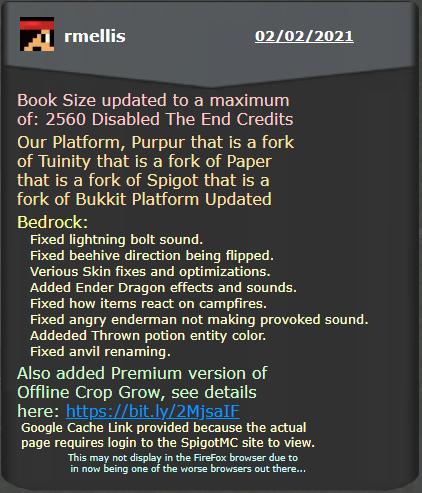 rmellis 02/02/2021
Book Size updated to a maximum
of: 2560 Disabled The End Credits
Our Platform, Purpur that is a fork
of Tuinity that is a fork of Paper
that is a fork of Spigot that is a
fork of Bukkit Platform Updated
Bedrock:
Fixed lightning bolt sound.
Fixed beehive direction being flipped.
Verious Skin fixes and optimizations.
Added Ender Dragon effects and sounds.
Fixed how items react on campfires.
Fixed angry enderman not making provoked sound.
Addeded Thrown potion entity color.
Fixed anvil renaming.
Also added Premium version of
Offline Crop Grow, see details
here: https://bit.ly/2MjsaIF
Google Cache Link provided because the actual
page requires login to the SpigotMC site to view.
This may not display in the FireFox browser due to
in now being one of the worse browsers out there...